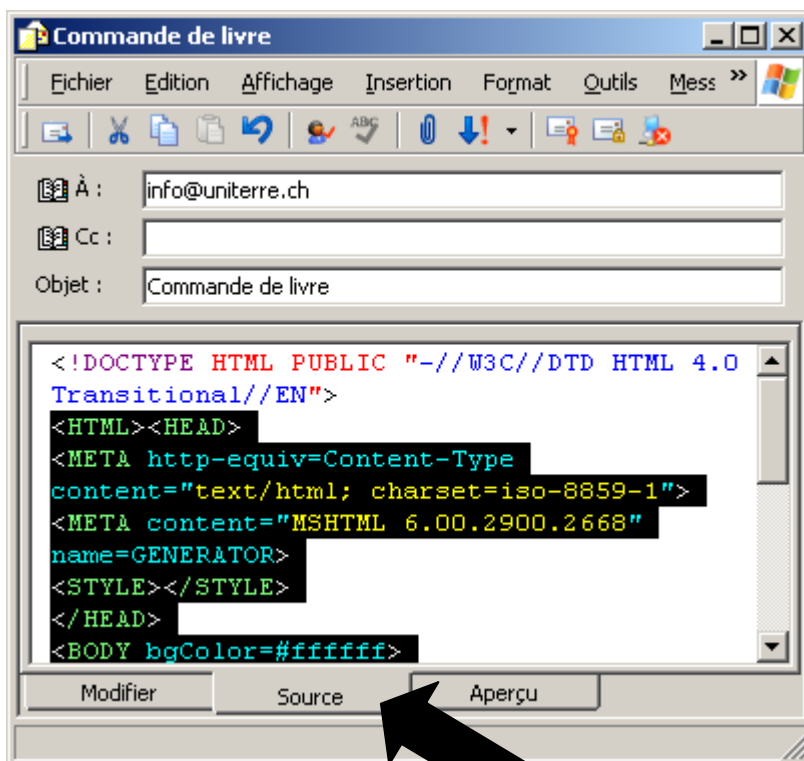 Commande de livre
Fichier Edition Affichage Insertion Format Outils Mess »
ABC
À : info@uniterre.ch
Cc :
Objet : Commande de livre
<!DOCTYPE HTML PUBLIC "-//W3C//DTD HTML 4.0
Transitional//EN">
<HTML><HEAD>
<META http-equiv=Content-Type
content="text/html; charset=iso-8859-1">
<META content="MSHTML 6.00.2900.2668"
name=GENERATOR>
<STYLE></STYLE>
</HEAD>
<BODY bgColor=#ffffff>
Modifier Source Aperçu